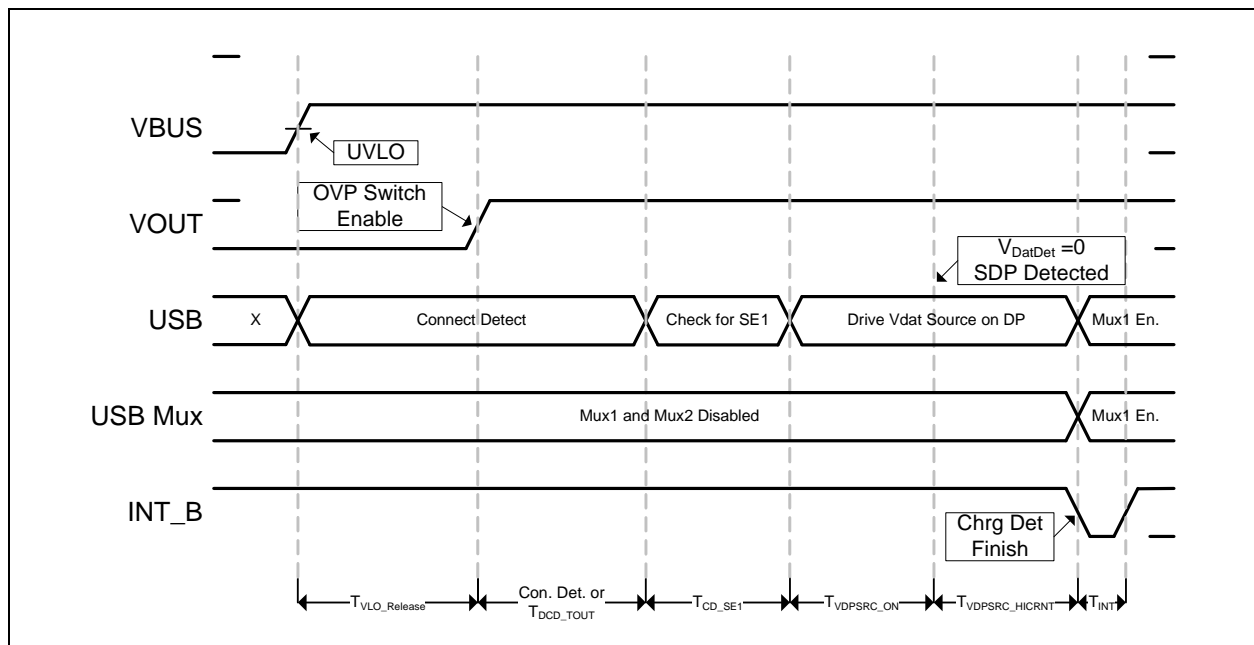 VBUS
UVLO
OVP Switch
Enable
VOUT
V_DatDet =0
SDP Detected
USB
X
Connect Detect
Check for SE1
Drive Vdat Source on DP
Mux1 En.
USB Mux
Mux1 and Mux2 Disabled
Mux1 En.
INT_B
Chrg Det
Finish
T_VLO_Release
Con. Det. or
T_DCD_TOUT
T_CD_SE1
T_VDPSRC_ON
T_VDPSRC_HICRNT
T_INT